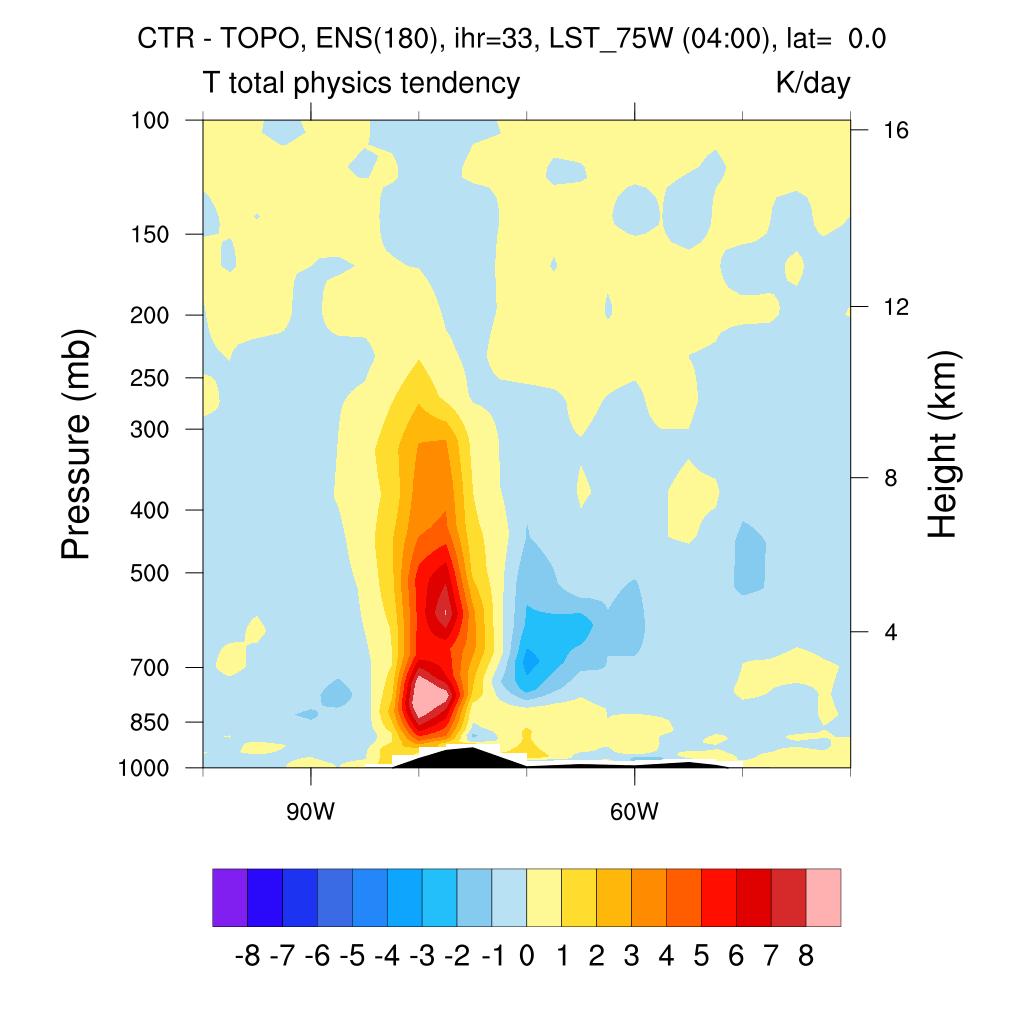 CTR - TOPO, ENS(180), ihr=33, LST_75W (04:00), lat=  0.0
T total physics tendency K/day
100
150
200
250
300
400
500
700
850
1000
Pressure (mb)
16
12
8
4
Height (km)
90W 60W
-8 -7 -6 -5 -4 -3 -2 -1 0 1 2 3 4 5 6 7 8